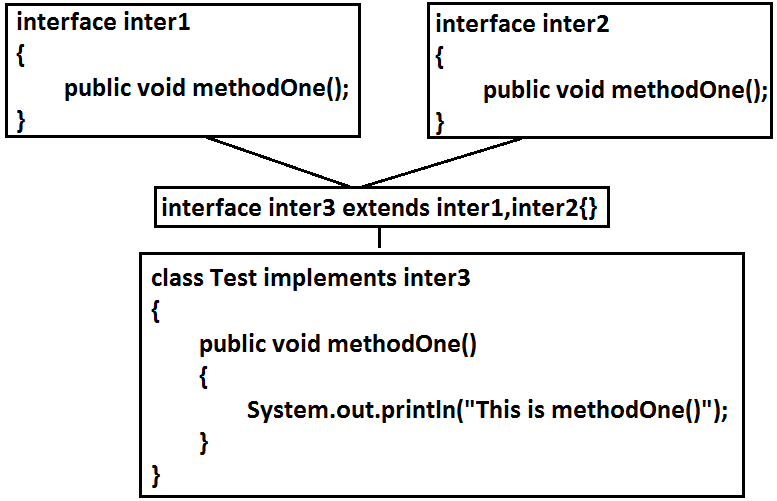 interface inter1
{
public void methodOne();
}
interface inter2
{
public void methodOne();
}
interface inter3 extends inter1,inter2{}
class Test implements inter3
{
public void methodOne()
{
System.out.println("This is methodOne()");
}
}